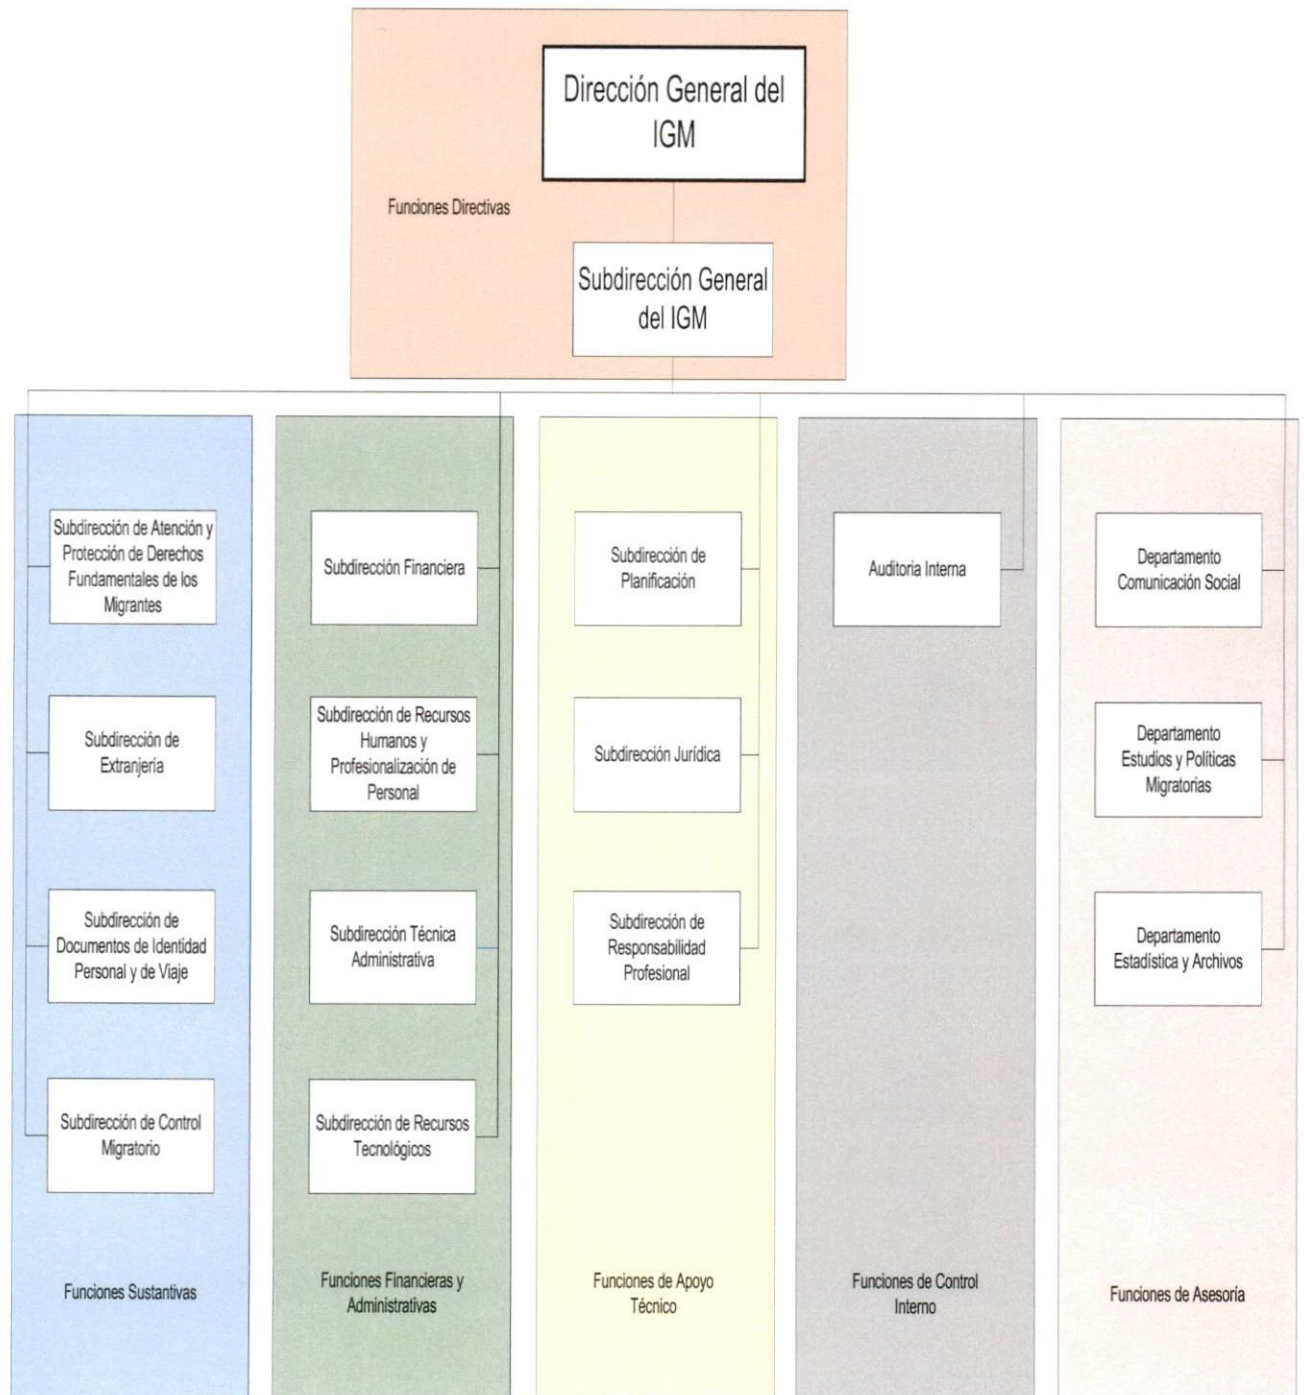 Dirección General del
IGM
Funciones Directivas
Subdirección General
del IGM
Subdirección de Atención y
Protección de Derechos
Fundamentales de los
Migrantes
Subdirección de
Extranjería
Subdirección de
Documentos de Identidad
Personal y de Viaje
Subdirección de Control
Migratorio
Funciones Sustantivas
Subdirección Financiera
Subdirección de Recursos
Humanos y
Profesionalización de
Personal
Subdirección Técnica
Administrativa
Subdirección de Recursos
Tecnológicos
Funciones Financieras y
Administrativas
Subdirección de
Planificación
Subdirección Jurídica
Subdirección de
Responsabilidad
Profesional
Funciones de Apoyo
Técnico
Auditoria Interna
Funciones de Control
Interno
Departamento
Comunicación Social
Departamento
Estudios y Políticas
Migratorias
Departamento
Estadística y Archivos
Funciones de Asesoría